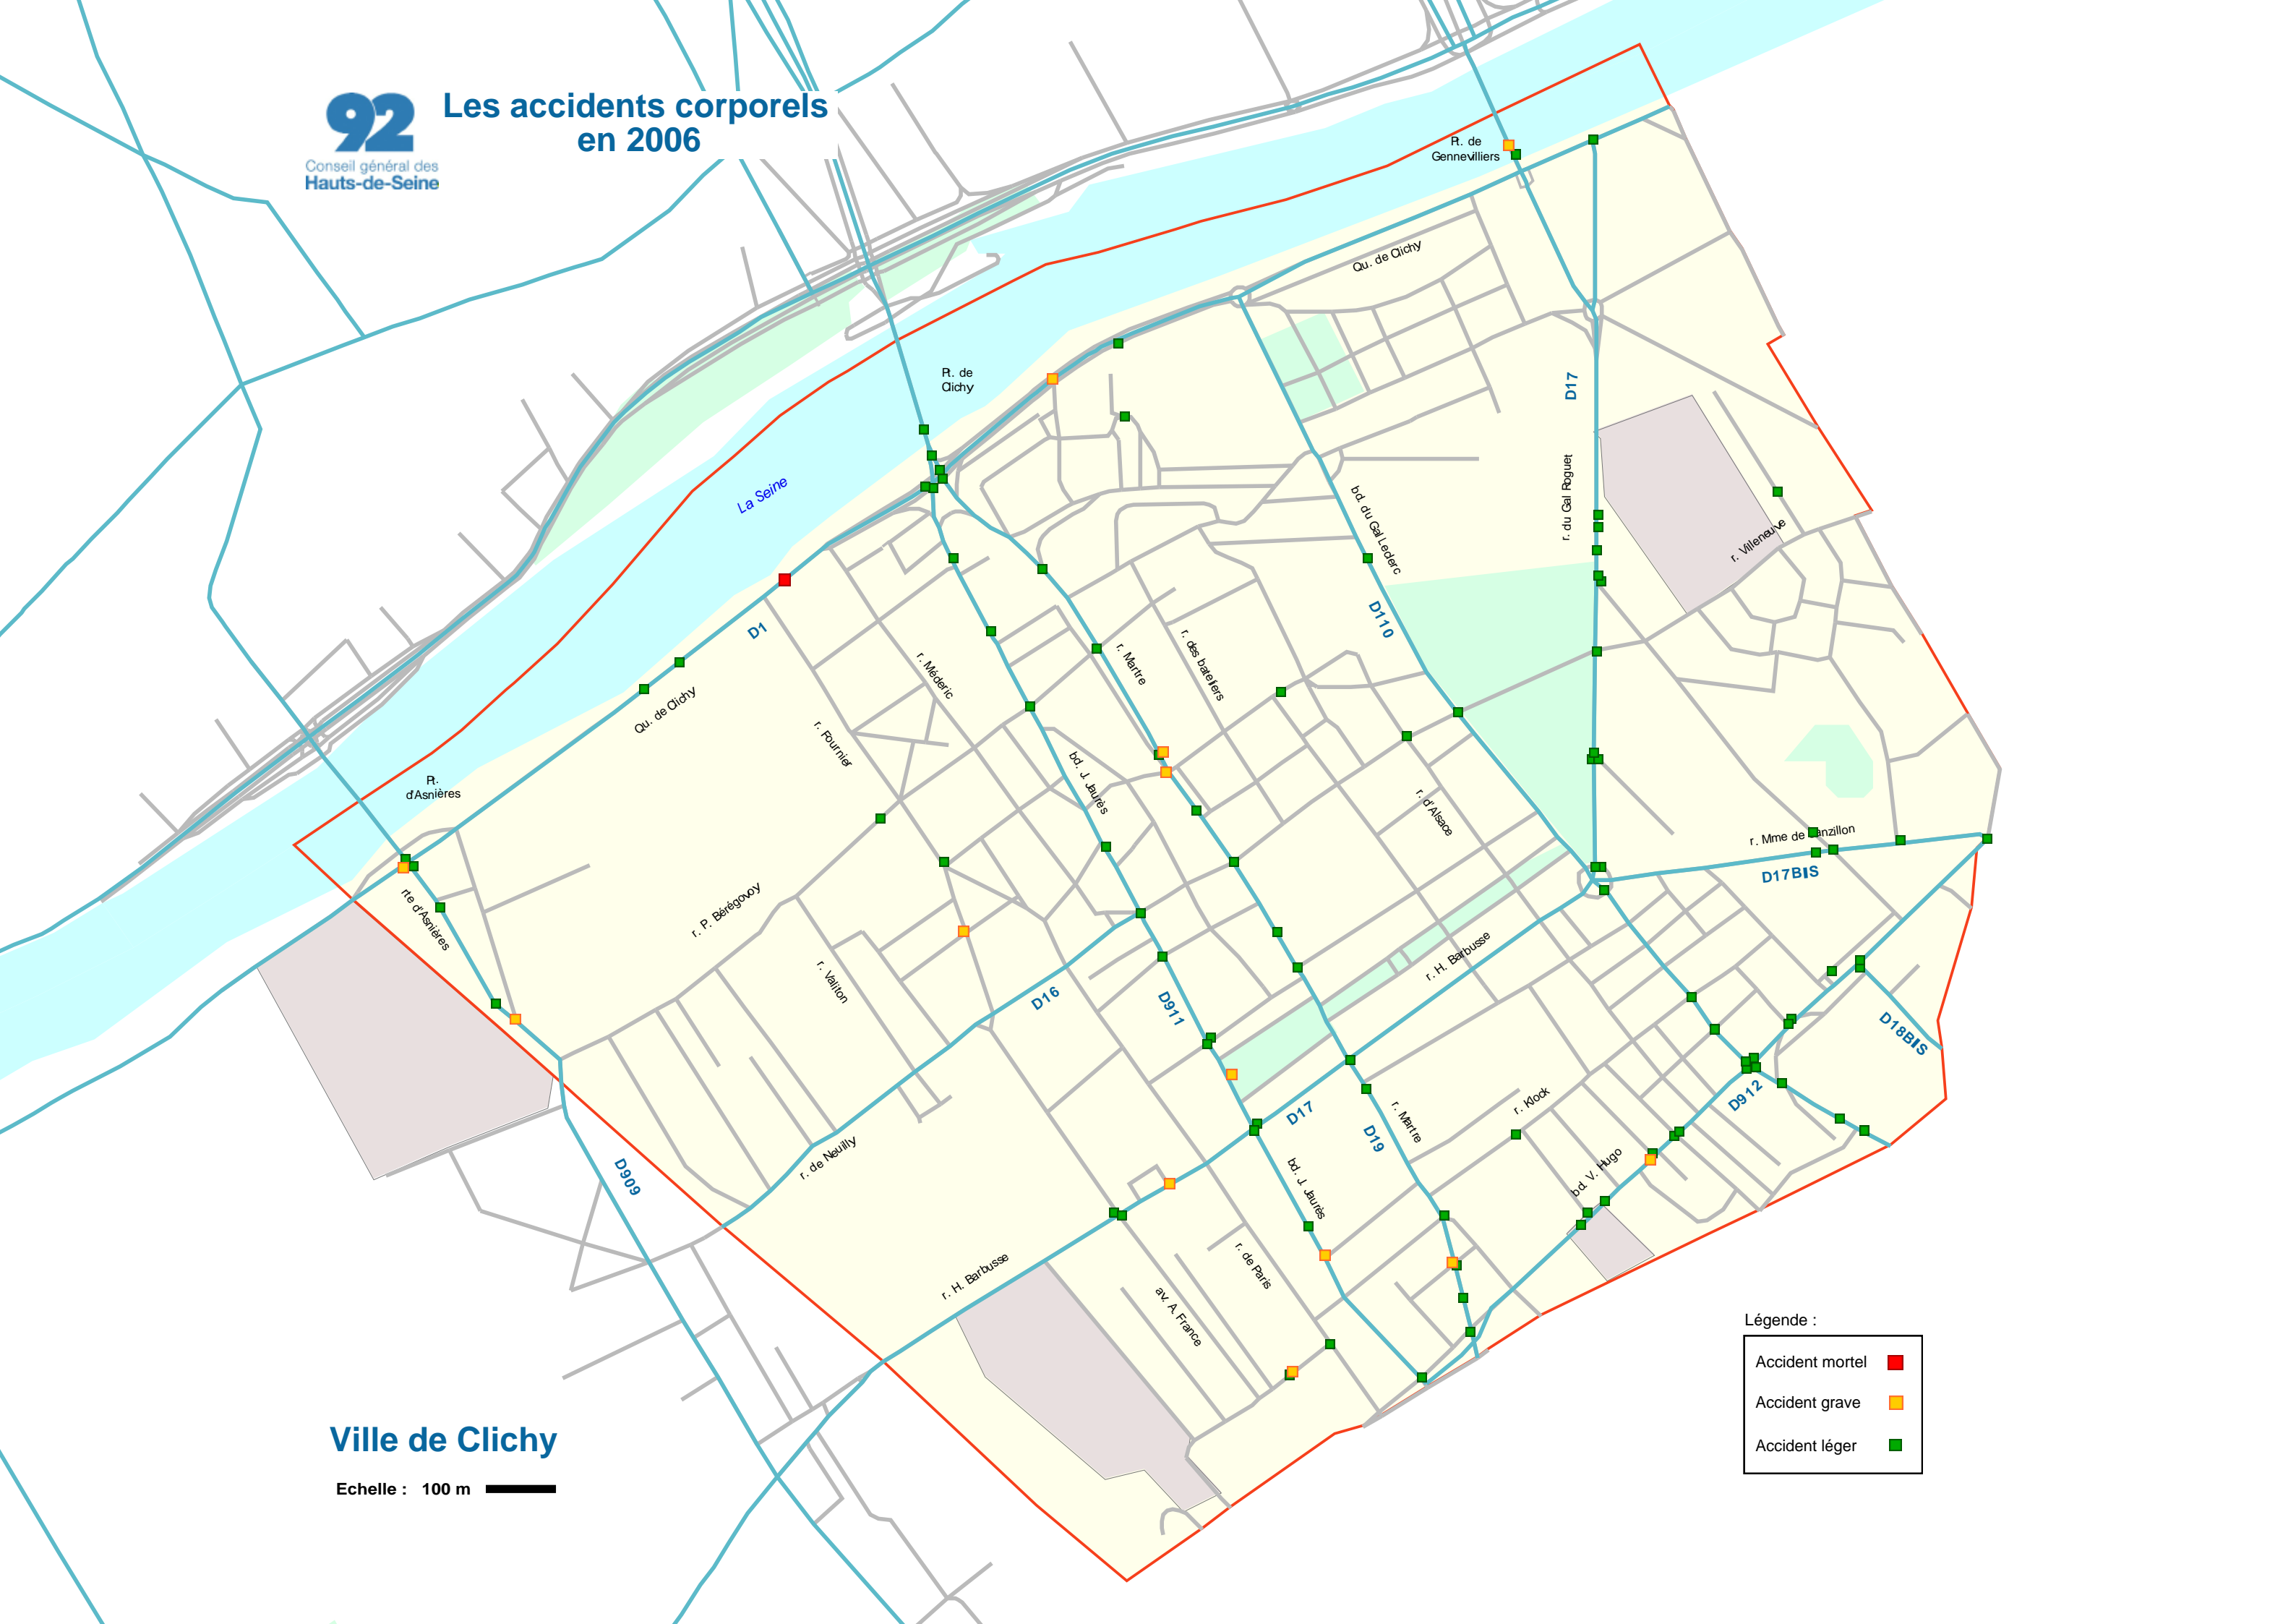 92
Conseil général des
Hauts-de-Seine
Les accidents corporels
en 2006
Pt. de
Gennevilliers
Qu. de Clichy
Pt. de
Clichy
D17
La Seine
bd. du Gal Leclerc
r. du Gal Roguet
r. Villeneuve
D1
D110
r. Martre
r. des bateliers
r. Médéric
Qu. de Clichy
r. Fournier
Pt.
d'Asnières
bd. J. Jaurès
r. d'Alsace
r. Mme de Sanzillon
D17BIS
rte d'Asnières
r. P. Bérégovoy
r. Valiton
D16
D911
r. H. Barbusse
D18BIS
D17
D19
r. Martre
r. Klock
D912
r. de Neuilly
D909
bd. J. Jaurès
bd. V. Hugo
r. H. Barbusse
r. de Paris
av. A. France
Légende :
Accident mortel
Accident grave
Accident léger
Ville de Clichy
Echelle : 100 m